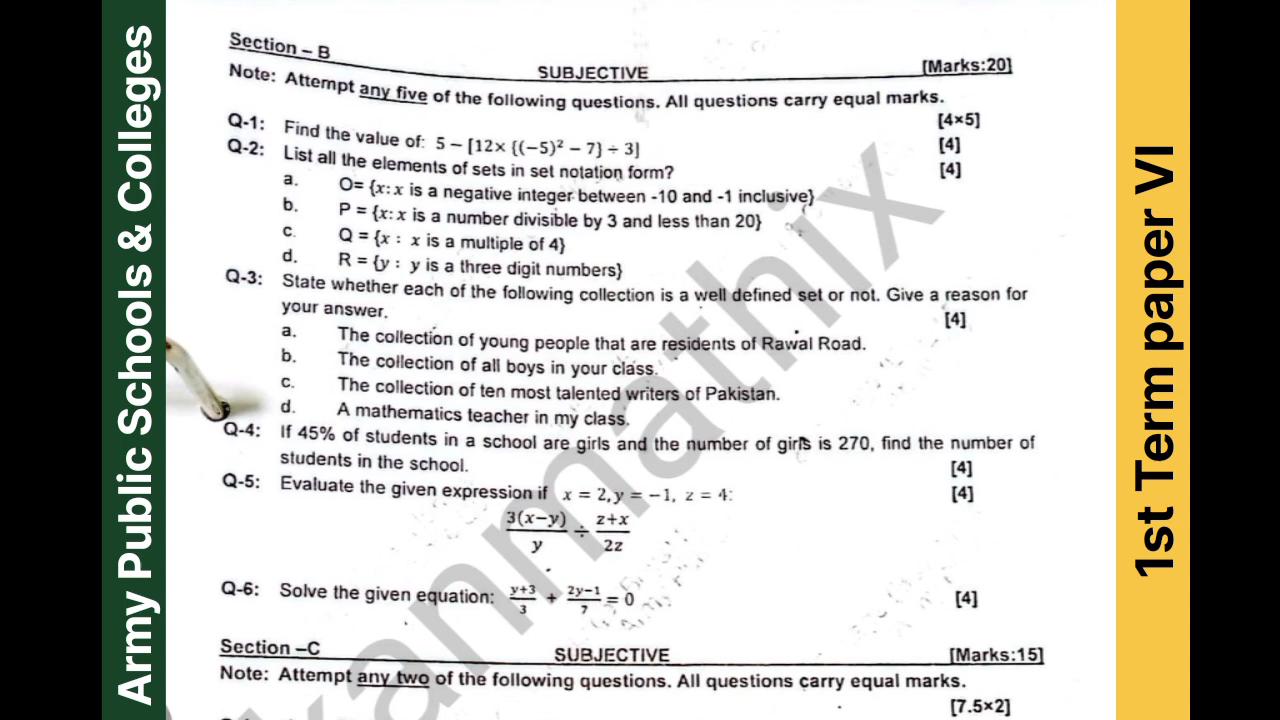 Army Public Schools & Colleges
Section – B
SUBJECTIVE [Marks:20]
Note: Attempt any five of the following questions. All questions carry equal marks.
[4×5]
Q-1: Find the value of: 5 − [12× {(−5)² − 7} ÷ 3] [4]
Q-2: List all the elements of sets in set notation form? [4]
a. O= {x: x is a negative integer between -10 and -1 inclusive}
b. P = {x: x is a number divisible by 3 and less than 20}
c. Q = {x : x is a multiple of 4}
d. R = {y : y is a three digit numbers}
Q-3: State whether each of the following collection is a well defined set or not. Give a reason for
your answer. [4]
a. The collection of young people that are residents of Rawal Road.
b. The collection of all boys in your class.
c. The collection of ten most talented writers of Pakistan.
d. A mathematics teacher in my class.
Q-4: If 45% of students in a school are girls and the number of girls is 270, find the number of
students in the school. [4]
Q-5: Evaluate the given expression if x = 2, y = −1, z = 4: [4]
3(x−y)/y ÷ z+x/2z
Q-6: Solve the given equation: y+3/3 + 2y−1/7 = 0 [4]
Section –C
SUBJECTIVE [Marks:15]
Note: Attempt any two of the following questions. All questions carry equal marks.
[7.5×2]
kanmathix
1st Term paper VI